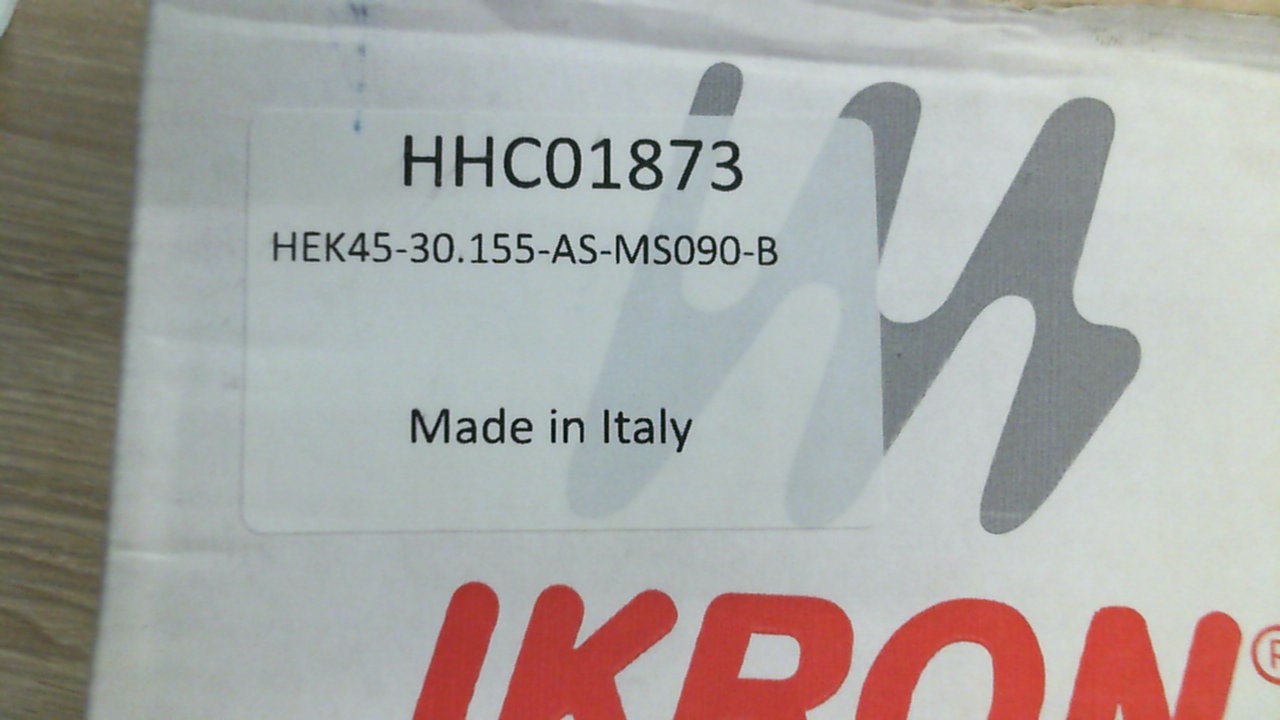 HHC01873
HEK45-30.155-AS-MS090-B
Made in Italy
IKRON®